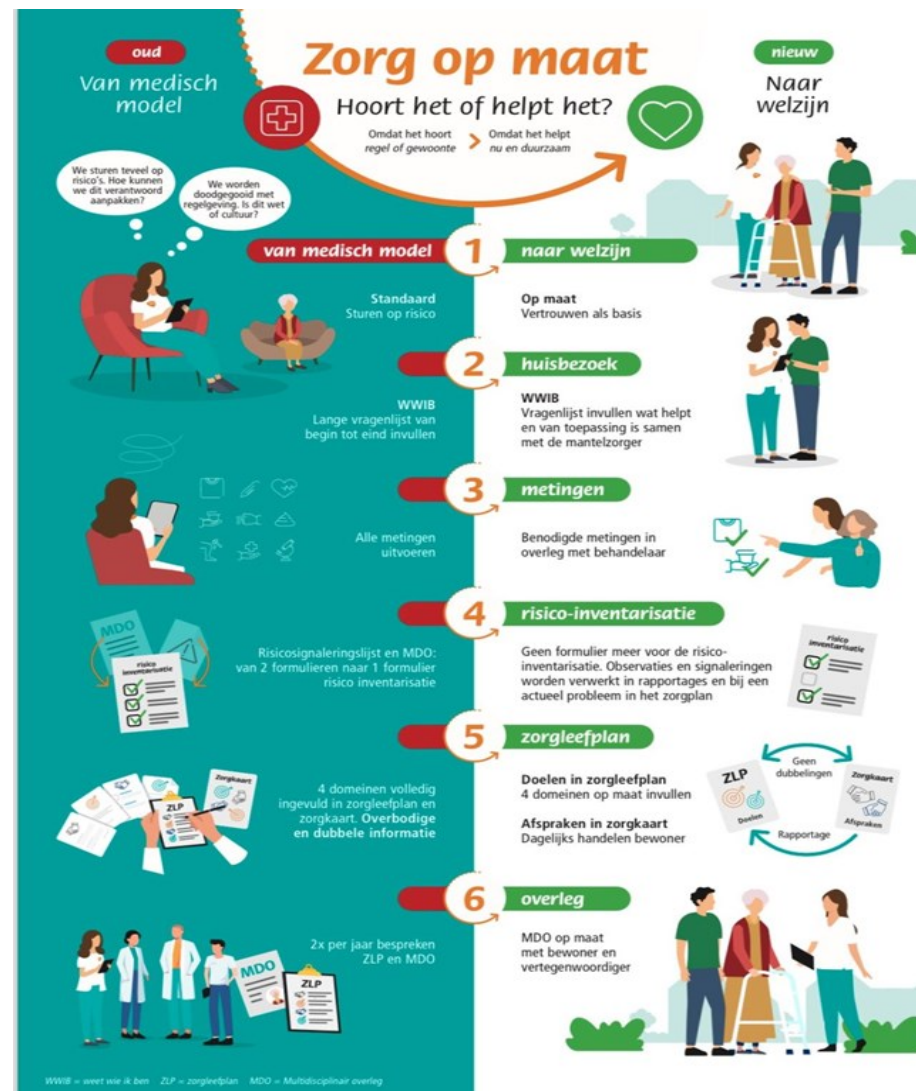 oud
Van medisch
model
Zorg op maat
Hoort het of helpt het?
Omdat het hoort
regel of gewoonte
>
Omdat het helpt
nu en duurzaam
nieuw
Naar
welzijn
We sturen teveel op
risico's. Hoe kunnen
we dit verantwoord
aanpakken?
We worden
doodgegooid met
regelgeving. Is dit wet
of cultuur?
van medisch model
1
naar welzijn
Standaard
Sturen op risico
Op maat
Vertrouwen als basis
2
huisbezoek
WWIB
Lange vragenlijst van
begin tot eind invullen
WWIB
Vragenlijst invullen wat helpt
en van toepassing is samen
met de mantelzorger
3
metingen
Alle metingen
uitvoeren
Benodigde metingen in
overleg met behandelaar
4
risico-inventarisatie
MDO
risico
inventarisatie
Risicosignaleringslijst en MDO:
van 2 formulieren naar 1 formulier
risico inventarisatie
Geen formulier meer voor de risico-
inventarisatie. Observaties en signaleringen
worden verwerkt in rapportages en bij een
actueel probleem in het zorgplan
risico
inventarisatie
5
zorgleefplan
ZLP
Zorgkaart
4 domeinen volledig
ingevuld in zorgleefplan en
zorgkaart. Overbodige
en dubbele informatie
Doelen in zorgleefplan
4 domeinen op maat invullen
Afspraken in zorgkaart
Dagelijks handelen bewoner
ZLP
Doelen
Geen
dubbelingen
Zorgkaart
Afspraken
Rapportage
6
overleg
2x per jaar bespreken
ZLP en MDO
MDO
ZLP
MDO op maat
met bewoner en
vertegenwoordiger
WWIB = weet wie ik ben ZLP = zorgleefplan MDO = Multidisciplinair overleg